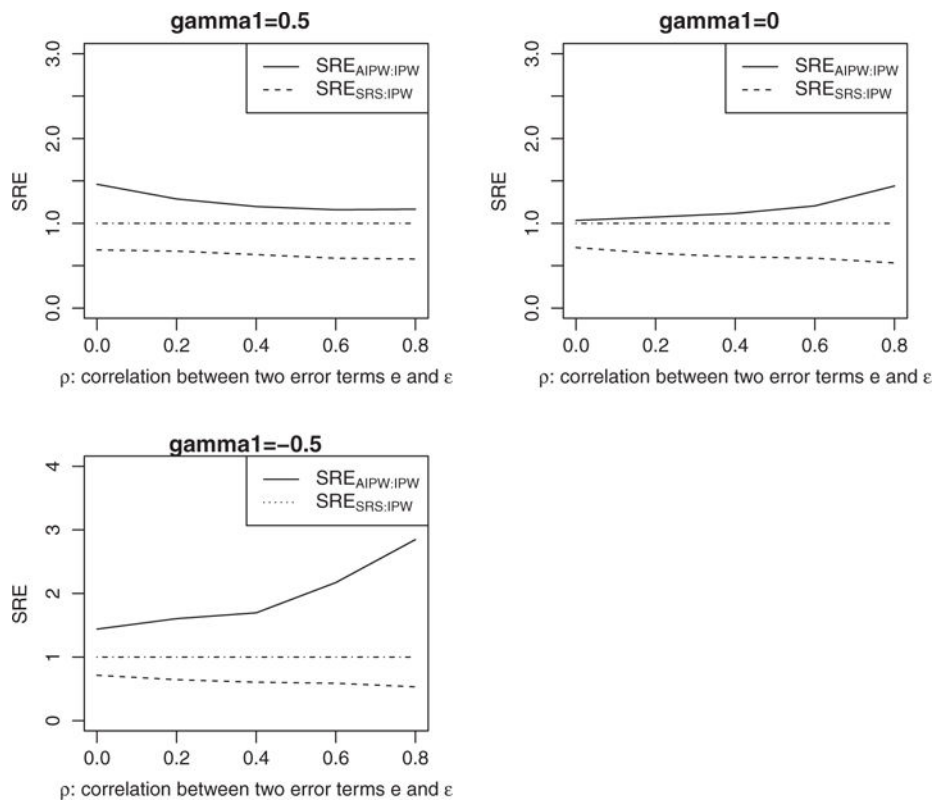 gamma1=0.5
SRE
3.0
2.0
1.0
0.0
SRE_AIPW:IPW
SRE_SRS:IPW
0.0 0.2 0.4 0.6 0.8
ρ: correlation between two error terms e and ε
gamma1=0
SRE
3.0
2.0
1.0
0.0
SRE_AIPW:IPW
SRE_SRS:IPW
0.0 0.2 0.4 0.6 0.8
ρ: correlation between two error terms e and ε
gamma1=−0.5
SRE
4
3
2
1
0
SRE_AIPW:IPW
SRE_SRS:IPW
0.0 0.2 0.4 0.6 0.8
ρ: correlation between two error terms e and ε